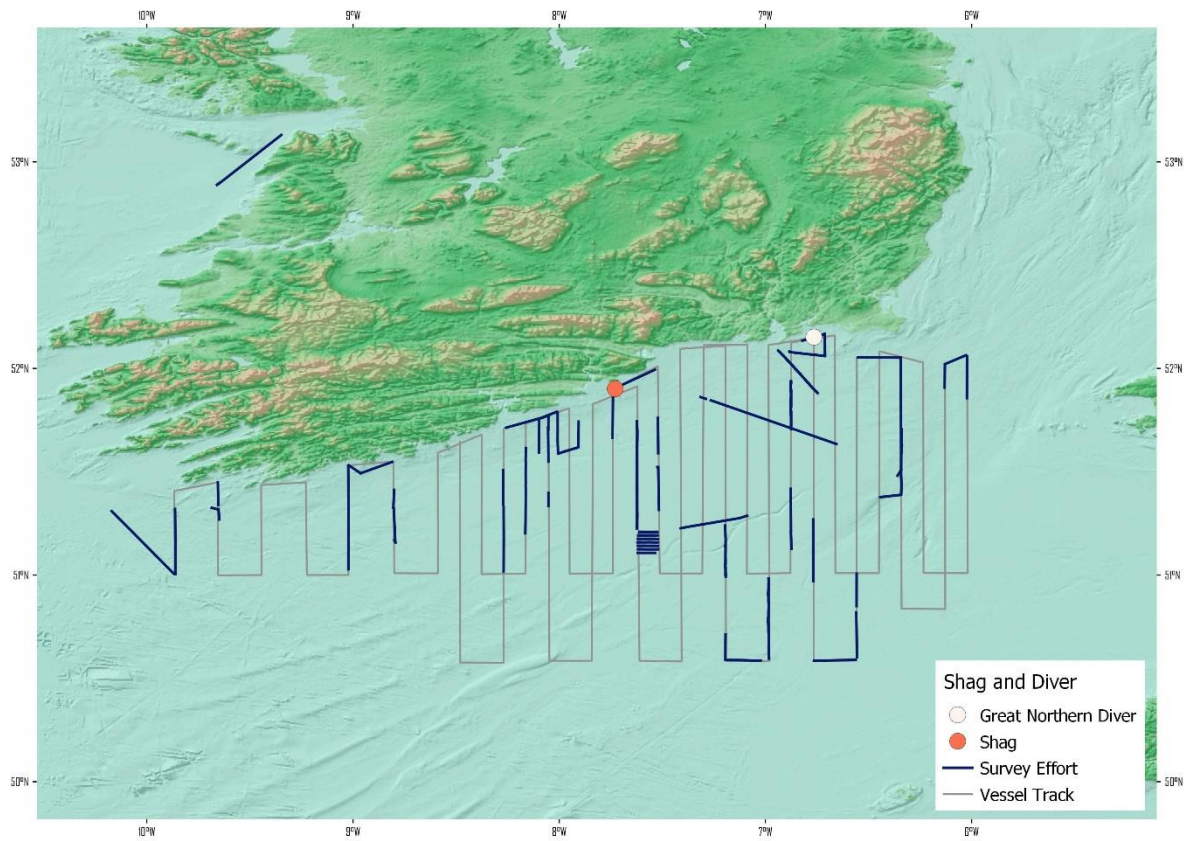 10°W 9°W 8°W 7°W 6°W
53°N 53°N
52°N 52°N
51°N 51°N
50°N 50°N
Shag and Diver
Great Northern Diver
Shag
Survey Effort
Vessel Track
10°W 9°W 8°W 7°W 6°W